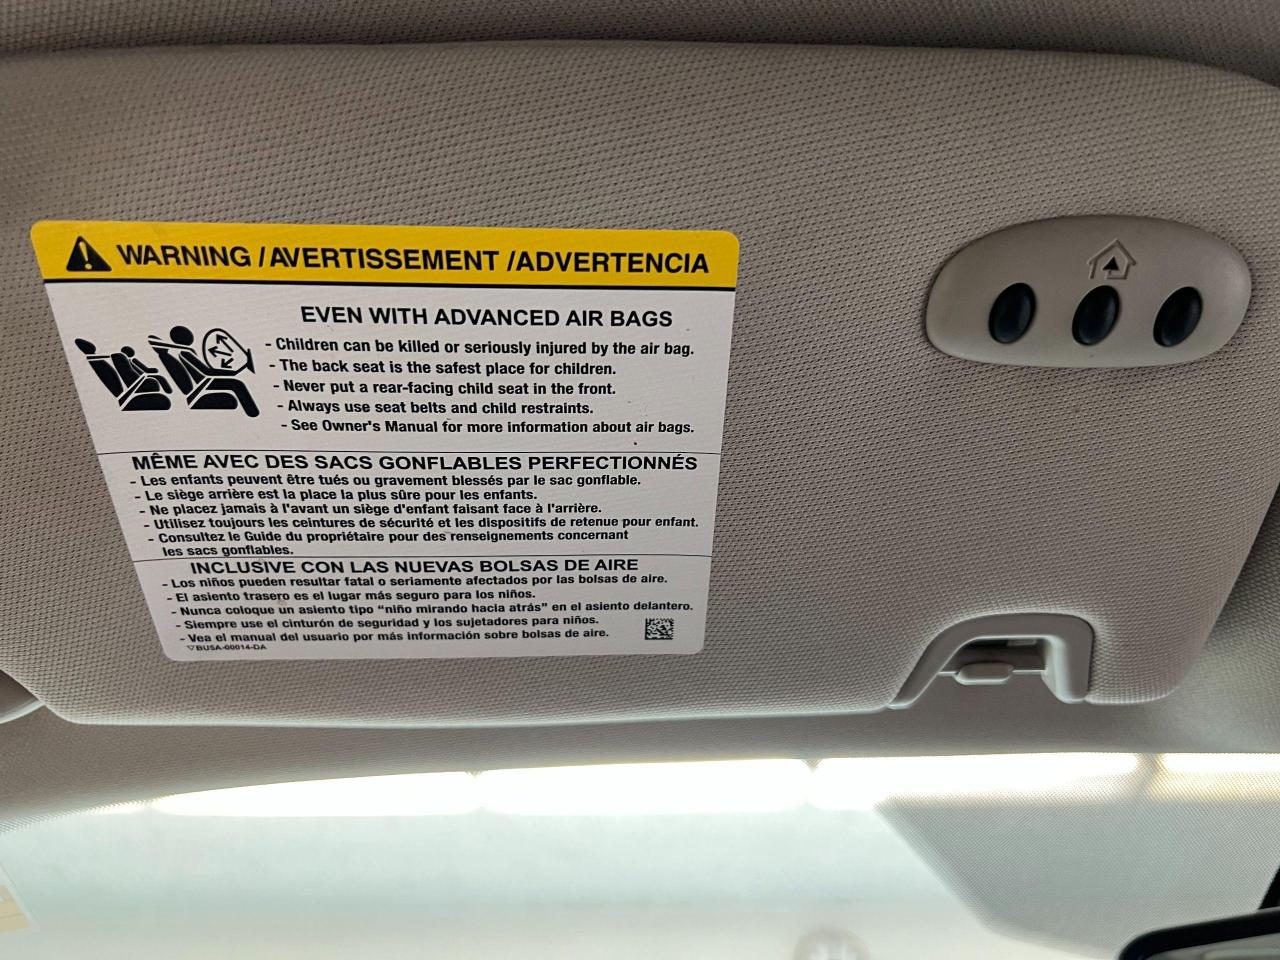 WARNING / AVERTISSEMENT / ADVERTENCIA
EVEN WITH ADVANCED AIR BAGS
- Children can be killed or seriously injured by the air bag.
- The back seat is the safest place for children.
- Never put a rear-facing child seat in the front.
- Always use seat belts and child restraints.
- See Owner's Manual for more information about air bags.
MÊME AVEC DES SACS GONFLABLES PERFECTIONNÉS
- Les enfants peuvent être tués ou gravement blessés par le sac gonflable.
- Le siège arrière est la place la plus sûre pour les enfants.
- Ne placez jamais à l'avant un siège d'enfant faisant face à l'arrière.
- Utilisez toujours les ceintures de sécurité et les dispositifs de retenue pour enfant.
- Consultez le Guide du propriétaire pour des renseignements concernant
les sacs gonflables.
INCLUSIVE CON LAS NUEVAS BOLSAS DE AIRE
- Los niños pueden resultar fatal o seriamente afectados por las bolsas de aire.
- El asiento trasero es el lugar más seguro para los niños.
- Nunca coloque un asiento tipo “niño mirando hacia atrás” en el asiento delantero.
- Siempre use el cinturón de seguridad y los sujetadores para niños.
- Vea el manual del usuario por más información sobre bolsas de aire.
BU5A-00014-DA